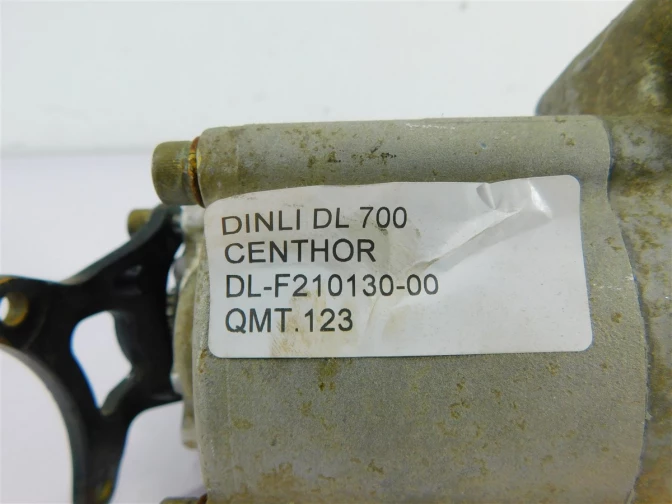 DINLI DL 700
CENTHOR
DL-F210130-00
QMT.123